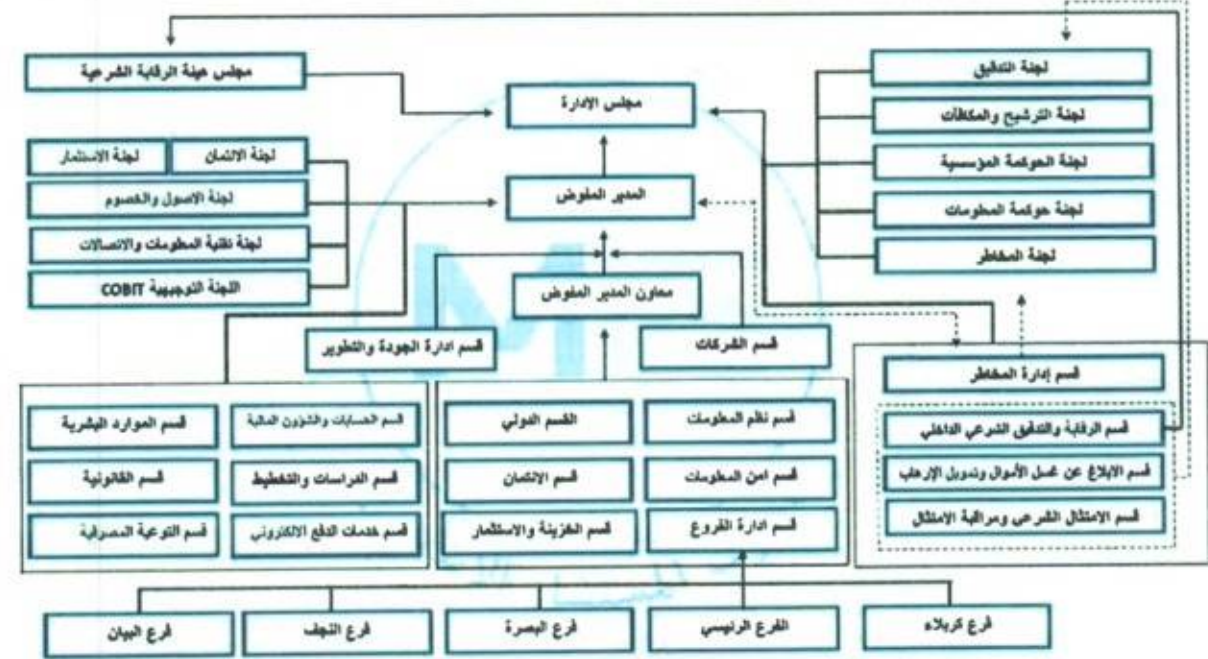 مجلس هيئة الرقابة الشرعية
لجنة التدقيق
مجلس الادارة
لجنة الترشيح والمكافآت
لجنة الائتمان
لجنة الاستثمار
لجنة الحوكمة المؤسسية
لجنة الاصول والخصوم
المدير المفوض
لجنة حوكمة المعلومات
لجنة تقنية المعلومات والاتصالات
لجنة المخاطر
اللجنة التوجيهية COBIT
معاون المدير المفوض
قسم ادارة الجودة والتطوير
قسم الشركات
قسم إدارة المخاطر
قسم الرقابة والتدقيق الشرعي الداخلي
قسم الابلاغ عن غسل الأموال وتمويل الإرهاب
قسم الامتثال الشرعي ومراقبة الامتثال
قسم نظم المعلومات
القسم الدولي
قسم امن المعلومات
قسم الائتمان
قسم ادارة الفروع
قسم الخزينة والاستثمار
قسم الحسابات والشؤون المالية
قسم الموارد البشرية
قسم الدراسات والتخطيط
قسم القانونية
قسم خدمات الدفع الالكتروني
قسم التوعية المصرفية
فرع كربلاء
الفرع الرئيسي
فرع البصرة
فرع النجف
فرع البيان